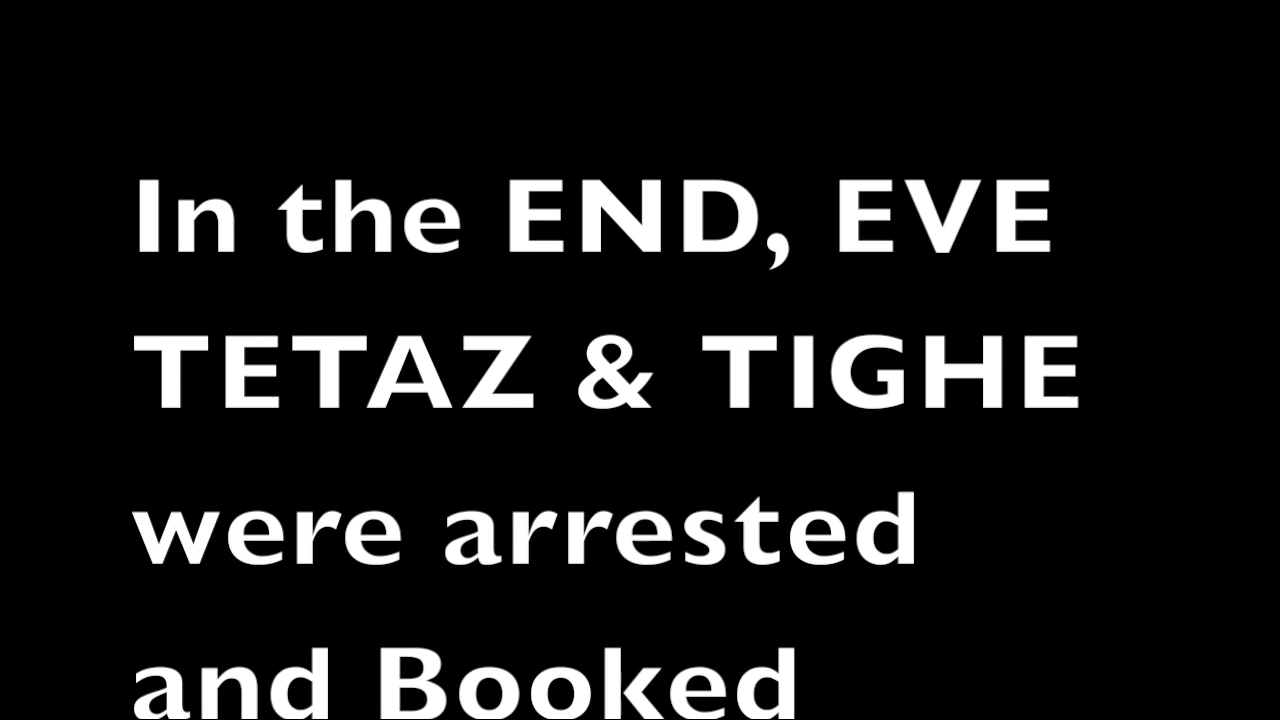 In the END, EVE
TETAZ & TIGHE
were arrested
and Booked